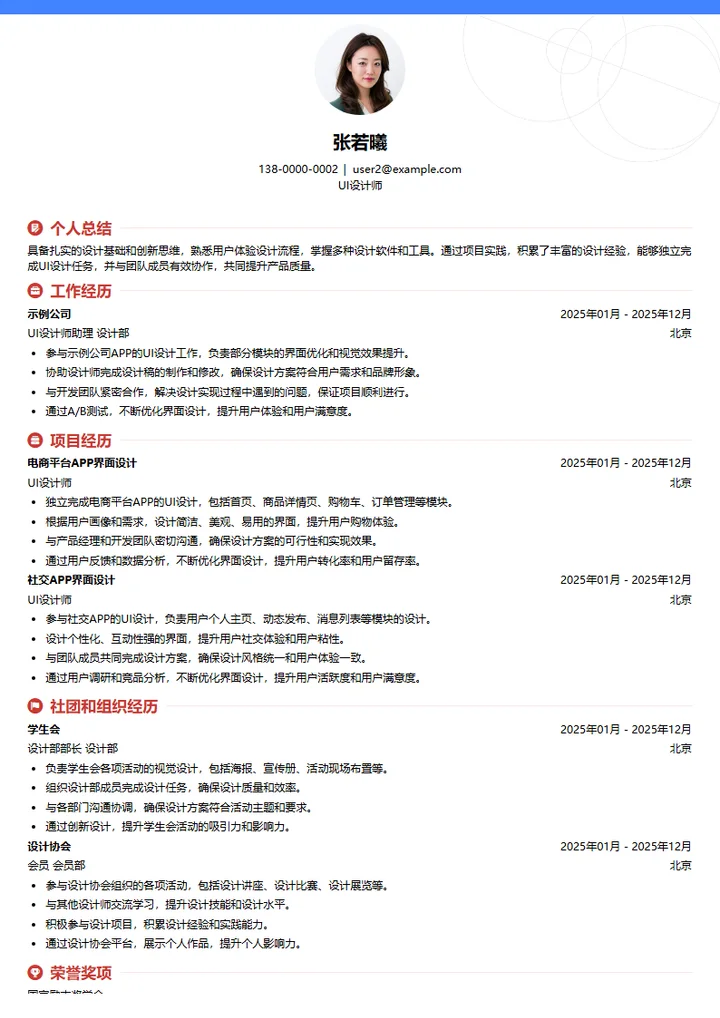 张若曦
138-0000-0002 | user2@example.com
UI设计师
个人总结
具备扎实的设计基础和创新思维，熟悉用户体验设计流程，掌握多种设计软件和工具。通过项目实践，积累了丰富的设计经验，能够独立完
成UI设计任务，并与团队成员有效协作，共同提升产品质量。
工作经历
示例公司 2025年01月 - 2025年12月
UI设计师助理 设计部 北京
• 参与示例公司APP的UI设计工作，负责部分模块的界面优化和视觉效果提升。
• 协助设计师完成设计稿的制作和修改，确保设计方案符合用户需求和品牌形象。
• 与开发团队紧密合作，解决设计实现过程中遇到的问题，保证项目顺利进行。
• 通过A/B测试，不断优化界面设计，提升用户体验和用户满意度。
项目经历
电商平台APP界面设计 2025年01月 - 2025年12月
UI设计师 北京
• 独立完成电商平台APP的UI设计，包括首页、商品详情页、购物车、订单管理等模块。
• 根据用户画像和需求，设计简洁、美观、易用的界面，提升用户购物体验。
• 与产品经理和开发团队密切沟通，确保设计方案的可行性和实现效果。
• 通过用户反馈和数据分析，不断优化界面设计，提升用户转化率和用户留存率。
社交APP界面设计 2025年01月 - 2025年12月
UI设计师 北京
• 参与社交APP的UI设计，负责用户个人主页、动态发布、消息列表等模块的设计。
• 设计个性化、互动性强的界面，提升用户社交体验和用户粘性。
• 与团队成员共同完成设计方案，确保设计风格统一和用户体验一致。
• 通过用户调研和竞品分析，不断优化界面设计，提升用户活跃度和用户满意度。
社团和组织经历
学生会 2025年01月 - 2025年12月
设计部部长 设计部 北京
• 负责学生会各项活动的视觉设计，包括海报、宣传册、活动现场布置等。
• 组织设计部成员完成设计任务，确保设计质量和效率。
• 与各部门沟通协调，确保设计方案符合活动主题和要求。
• 通过创新设计，提升学生会活动的吸引力和影响力。
设计协会 2025年01月 - 2025年12月
会员 会员部 北京
• 参与设计协会组织的各项活动，包括设计讲座、设计比赛、设计展览等。
• 与其他设计师交流学习，提升设计技能和设计水平。
• 积极参与设计项目，积累设计经验和实践能力。
• 通过设计协会平台，展示个人作品，提升个人影响力。
荣誉奖项